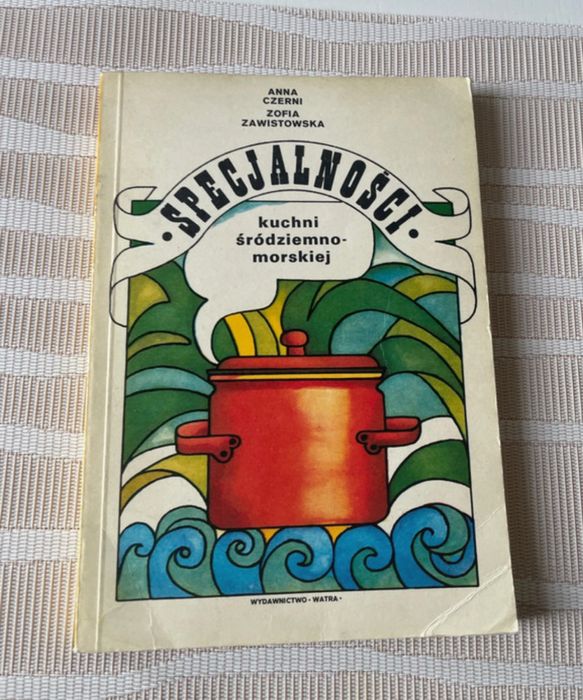 ANNA
CZERNI
ZOFIA
ZAWISTOWSKA
• SPECJALNOŚCI •
kuchni
śródziemno-
morskiej
WYDAWNICTWO • WATRA •